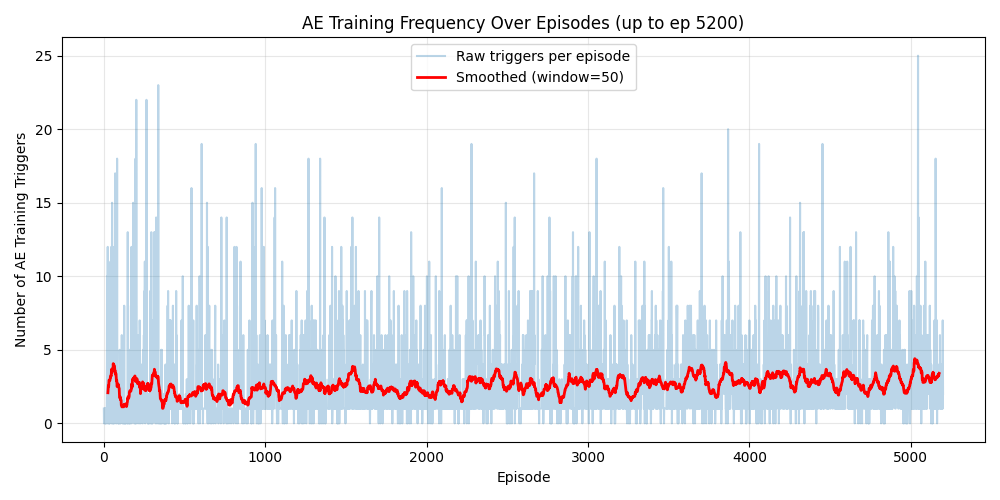 AE Training Frequency Over Episodes (up to ep 5200)
Raw triggers per episode
Smoothed (window=50)
Number of AE Training Triggers
25
20
15
10
5
0
0 1000 2000 3000 4000 5000
Episode